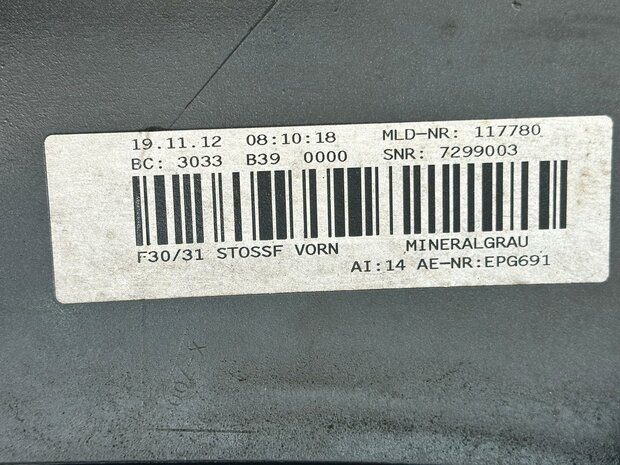 19.11.12 08:10:18 MLD-NR: 117780
BC: 3033 B39 0000 SNR: 7299003
F30/31 STOSSF VORN MINERALGRAU
AI:14 AE-NR:EPG691